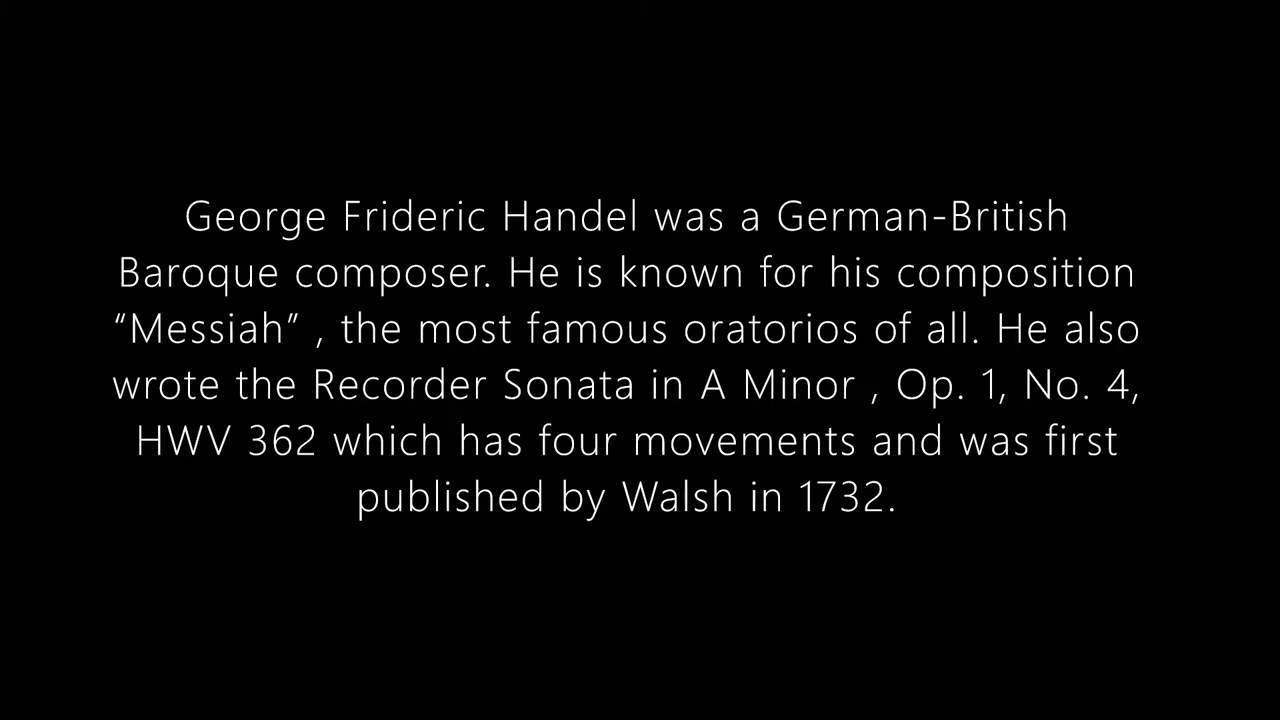 George Frideric Handel was a German-British
Baroque composer. He is known for his composition
“Messiah” , the most famous oratorios of all. He also
wrote the Recorder Sonata in A Minor , Op. 1, No. 4,
HWV 362 which has four movements and was first
published by Walsh in 1732.